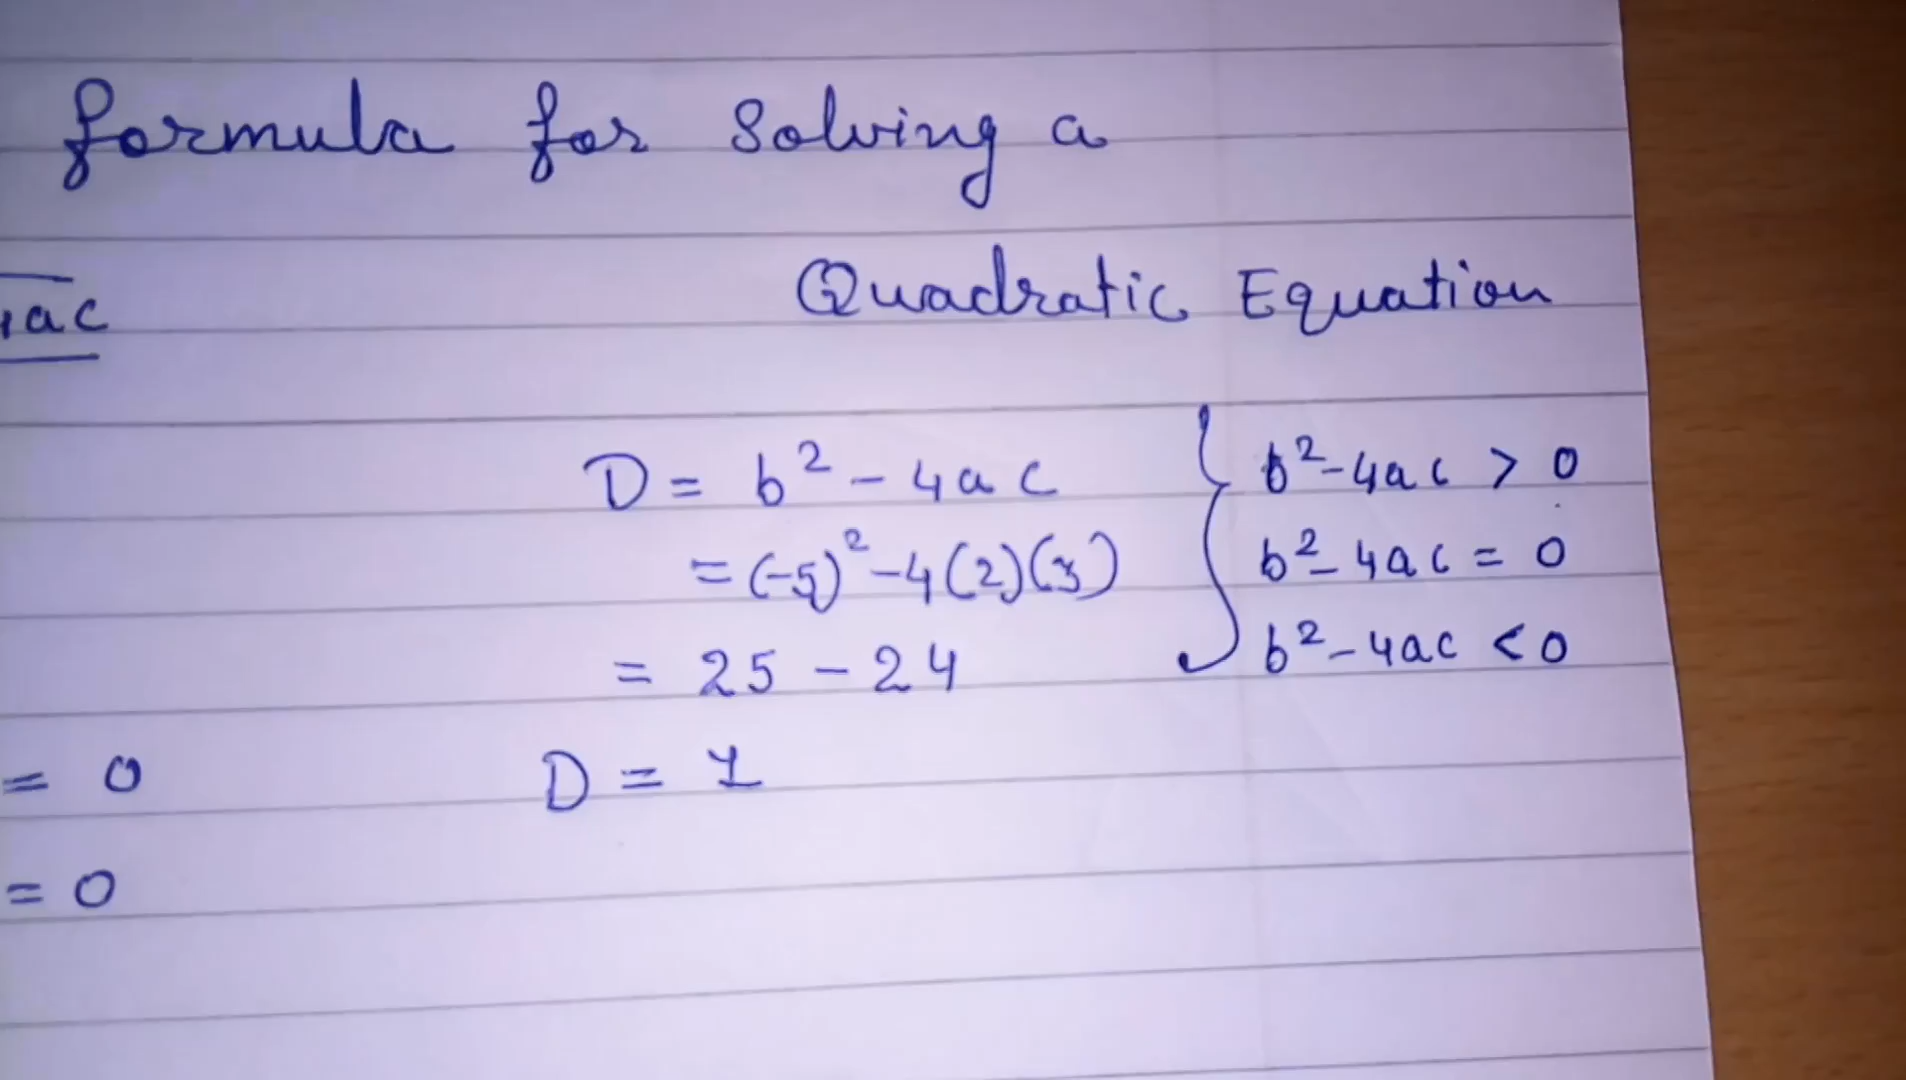 formula for Solving a
Quadratic Equation
4ac
D = b² - 4ac
= (-5)² - 4(2)(3)
= 25 - 24
D = 1
b² - 4ac > 0
b² - 4ac = 0
b² - 4ac < 0
= 0
= 0